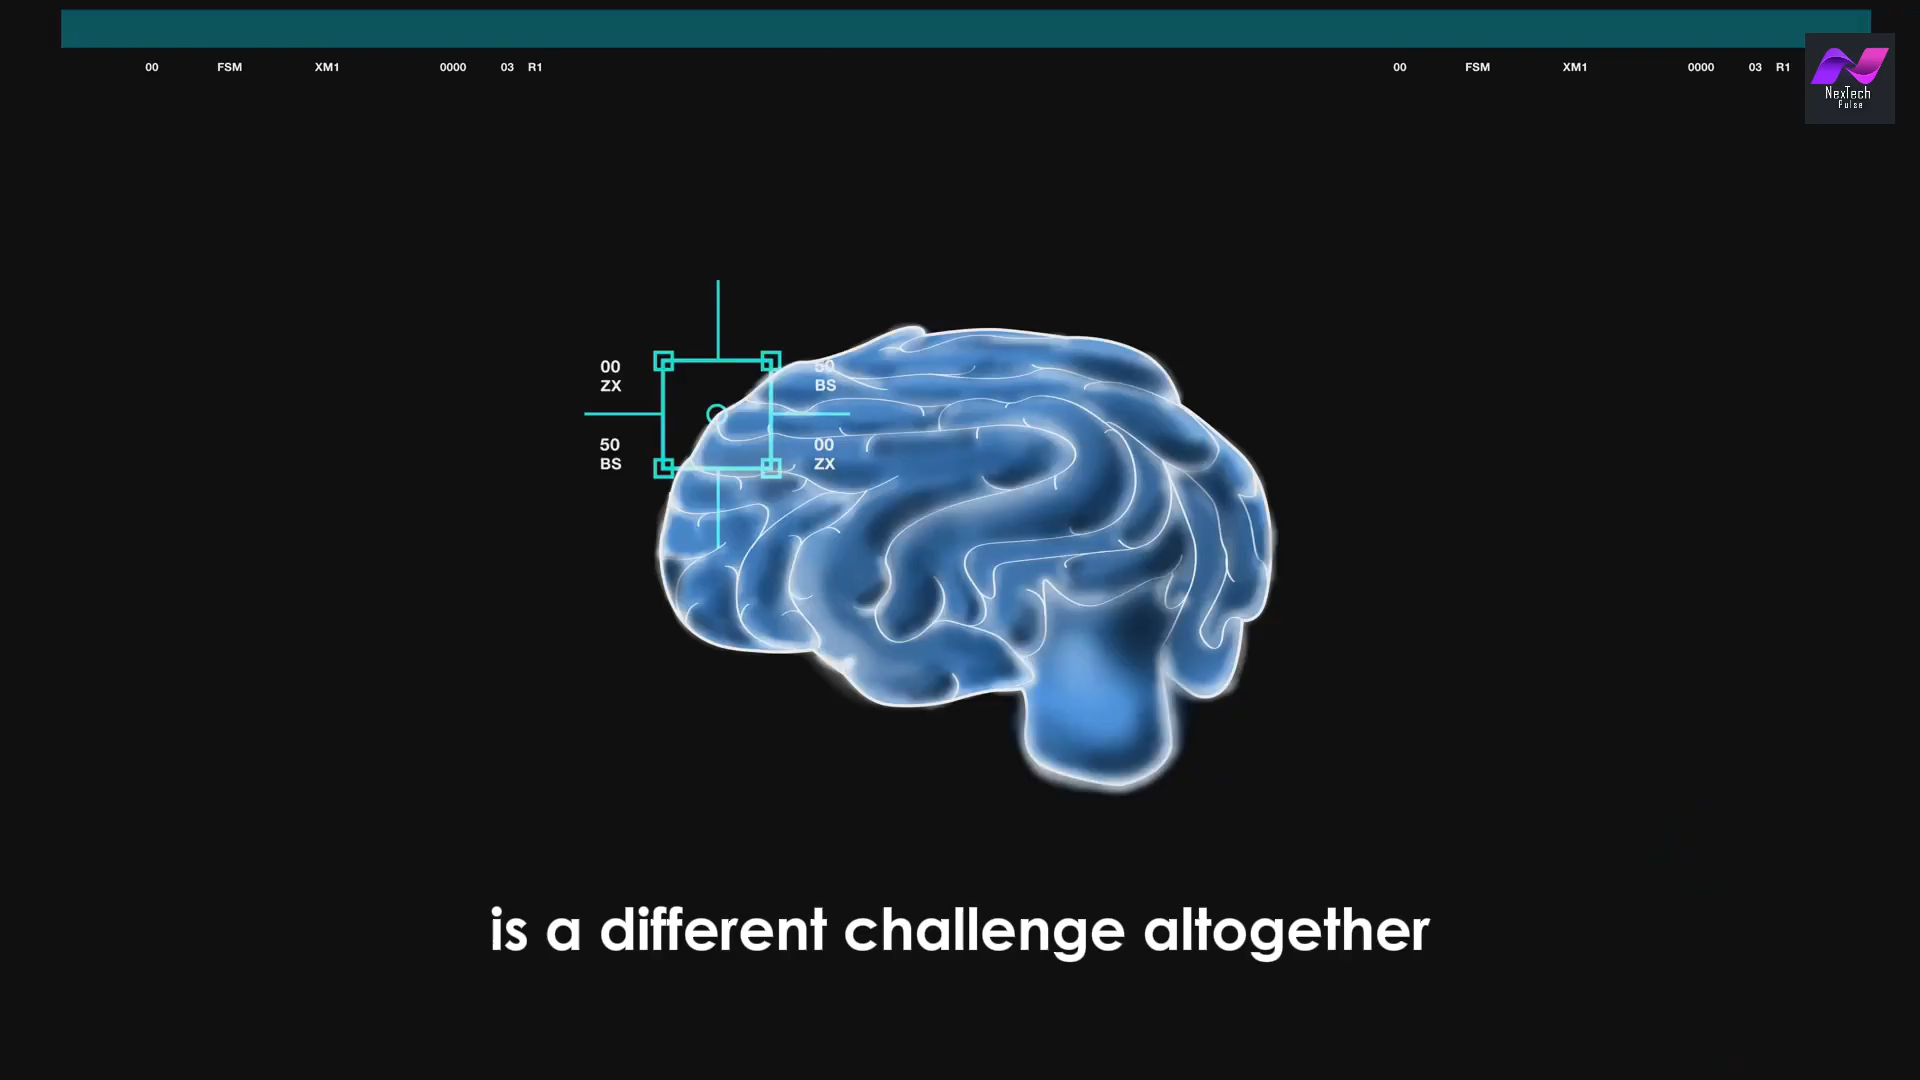 00 FSM XM1 0000 03 R1 00 FSM XM1 0000 03 R1
NexTech
Pulse
00
ZX
50
BS
50
BS
00
ZX
is a different challenge altogether